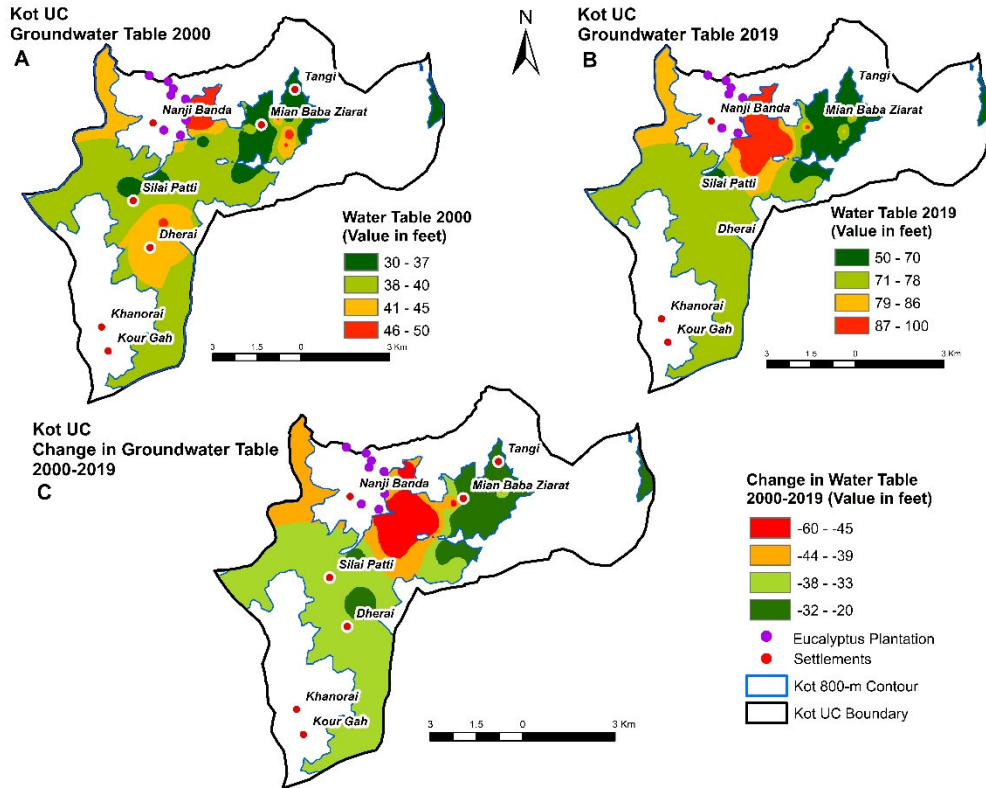 Kot UC
Groundwater Table 2000
A
N
Kot UC
Groundwater Table 2019
B
Tangi
Nanji Banda
Mian Baba Ziarat
Silai Patti
Dherai
Khanorai
Kour Gah
Water Table 2000
(Value in feet)
30 - 37
38 - 40
41 - 45
46 - 50
3 1.5 0 3 Km
Tangi
Nanji Banda
Mian Baba Ziarat
Silai Patti
Dherai
Khanorai
Kour Gah
Water Table 2019
(Value in feet)
50 - 70
71 - 78
79 - 86
87 - 100
3 1.5 0 3 Km
Kot UC
Change in Groundwater Table
2000-2019
C
Tangi
Nanji Banda
Mian Baba Ziarat
Silai Patti
Dherai
Khanorai
Kour Gah
3 1.5 0 3 Km
Change in Water Table
2000-2019 (Value in feet)
-60 - -45
-44 - -39
-38 - -33
-32 - -20
Eucalyptus Plantation
Settlements
Kot 800-m Contour
Kot UC Boundary